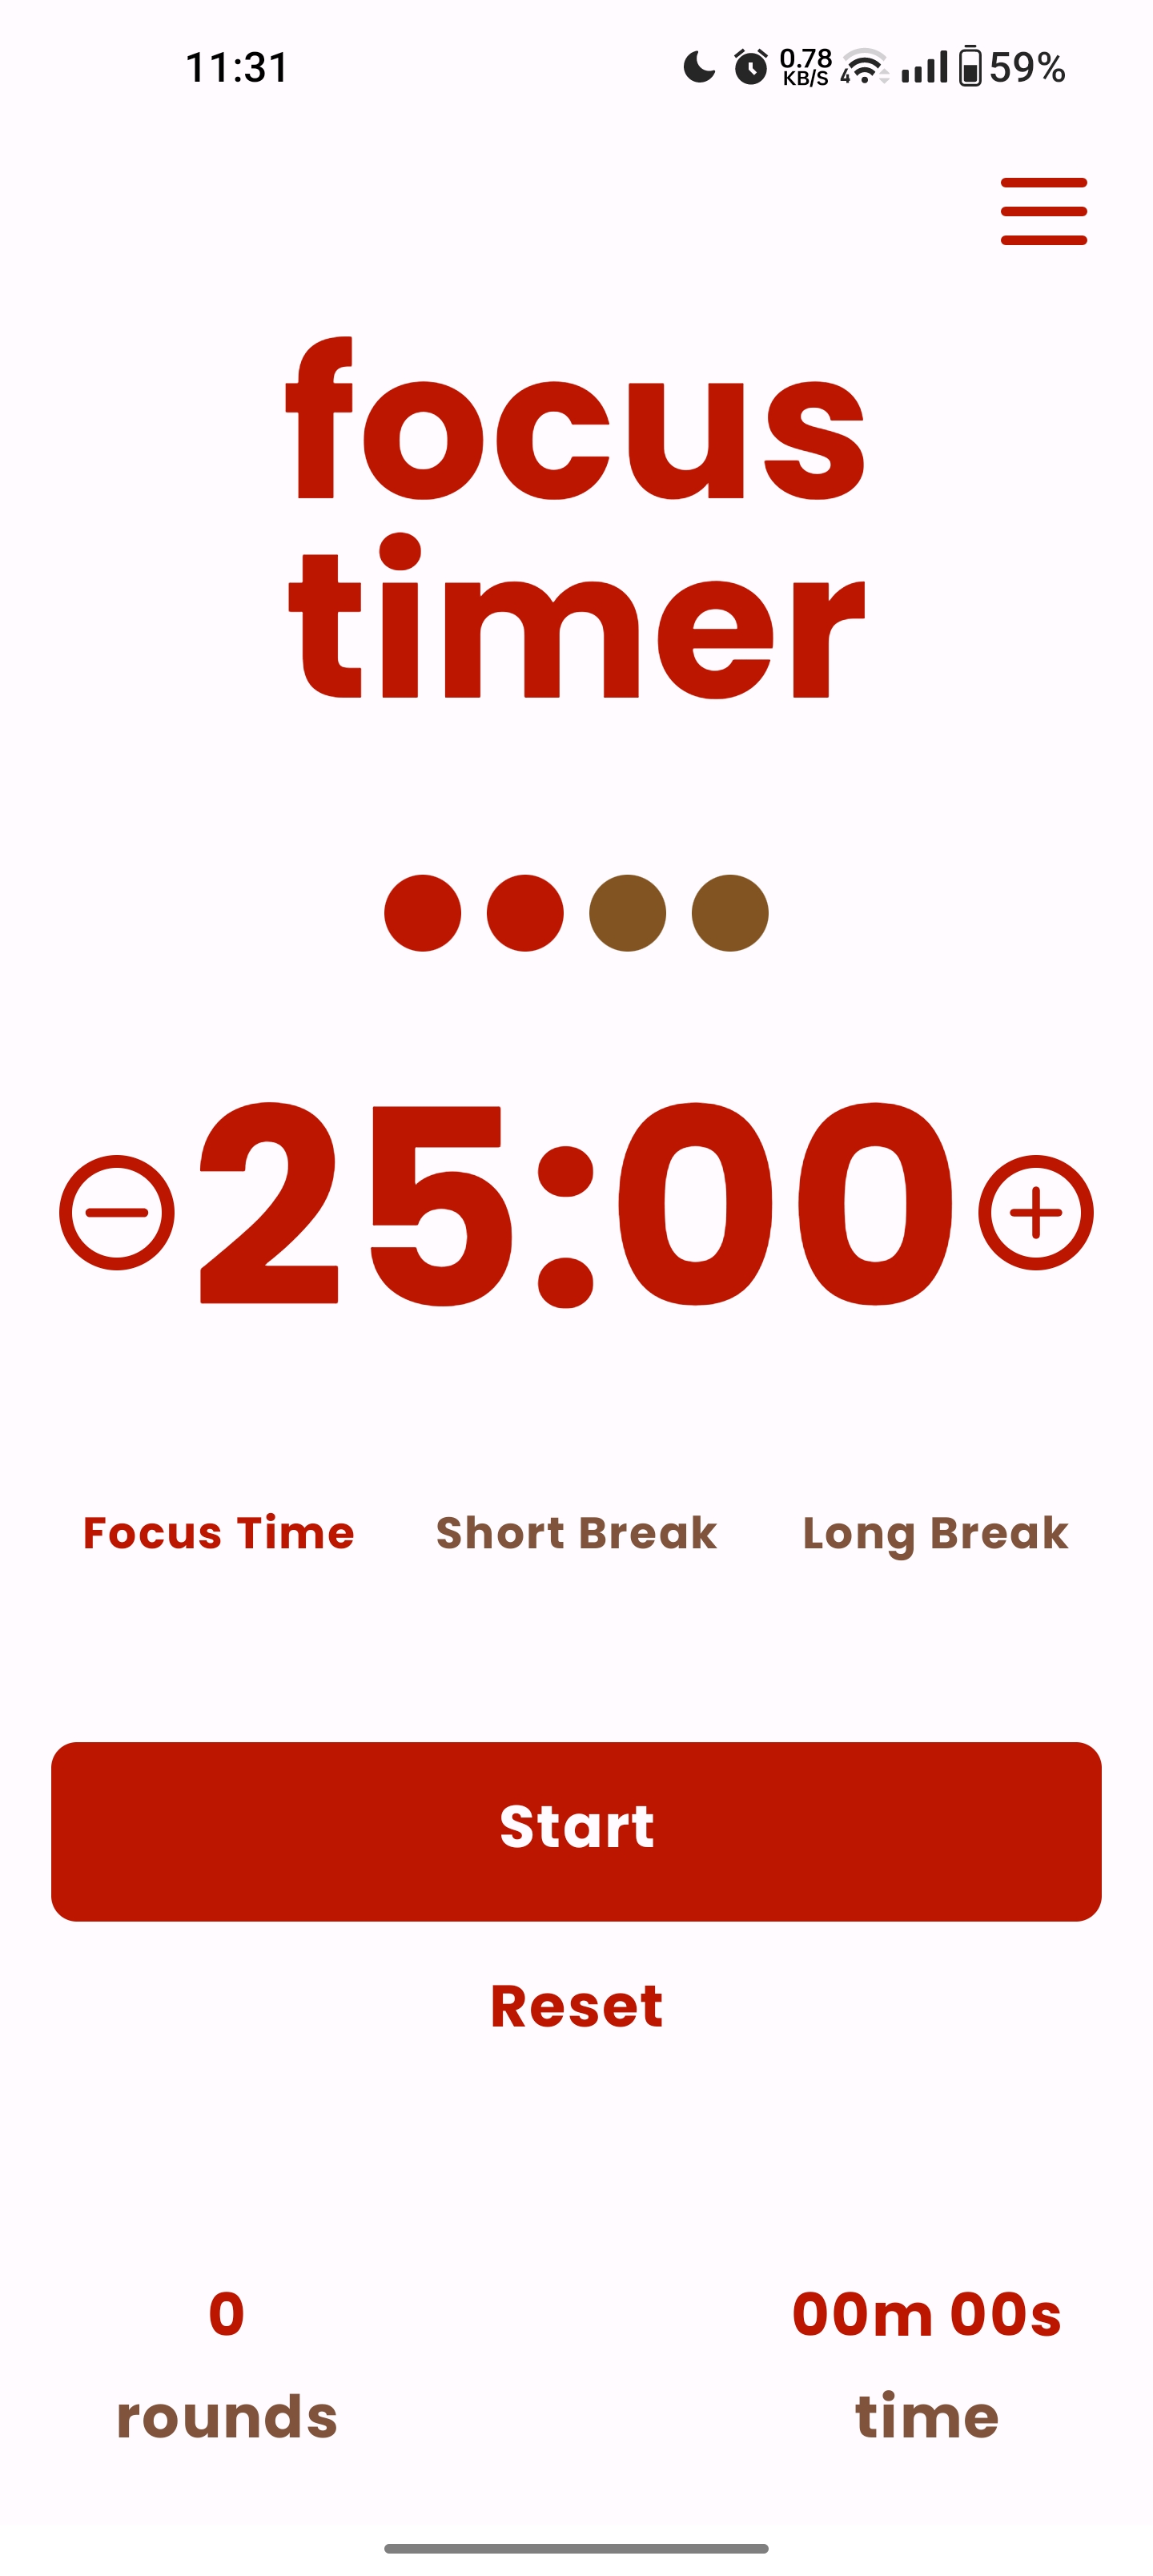 11:31 0.78 KB/S 4 59%
focus
timer
25:00
Focus Time Short Break Long Break
Start
Reset
0 00m 00s
rounds time